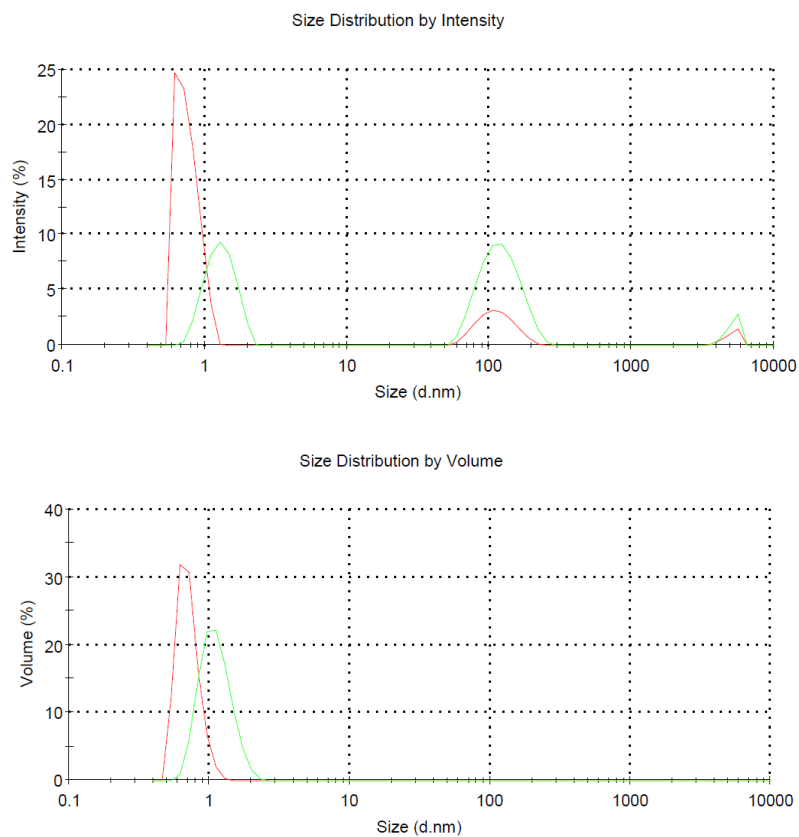 Size Distribution by Intensity
Intensity (%)
25
20
15
10
5
0
0.1 1 10 100 1000 10000
Size (d.nm)
Size Distribution by Volume
Volume (%)
40
30
20
10
0
0.1 1 10 100 1000 10000
Size (d.nm)